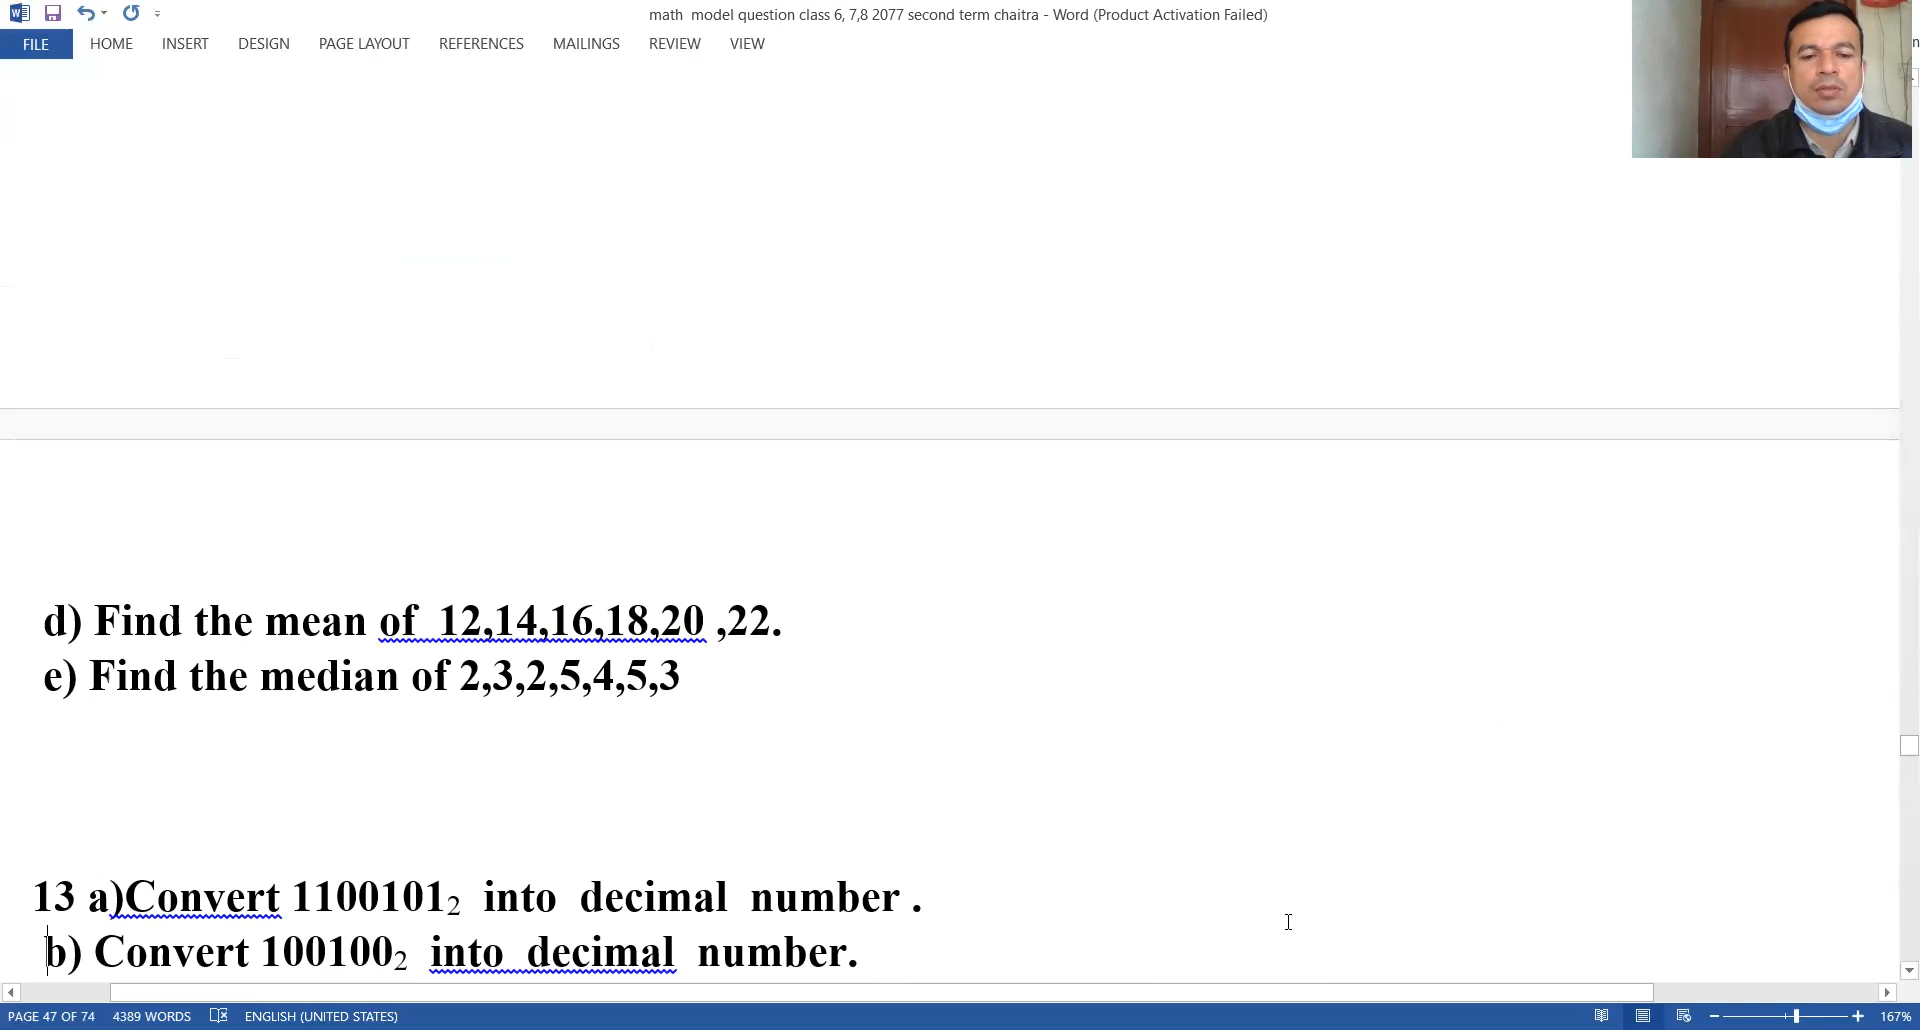 math  model question class 6, 7,8 2077 second term chaitra - Word (Product Activation Failed)
FILE HOME INSERT DESIGN PAGE LAYOUT REFERENCES MAILINGS REVIEW VIEW
d) Find the mean of  12,14,16,18,20 ,22.
e) Find the median of 2,3,2,5,4,5,3
13 a)Convert 1100101₂  into  decimal  number .
b) Convert 100100₂  into  decimal  number.
PAGE 47 OF 74 4389 WORDS ENGLISH (UNITED STATES) 167%